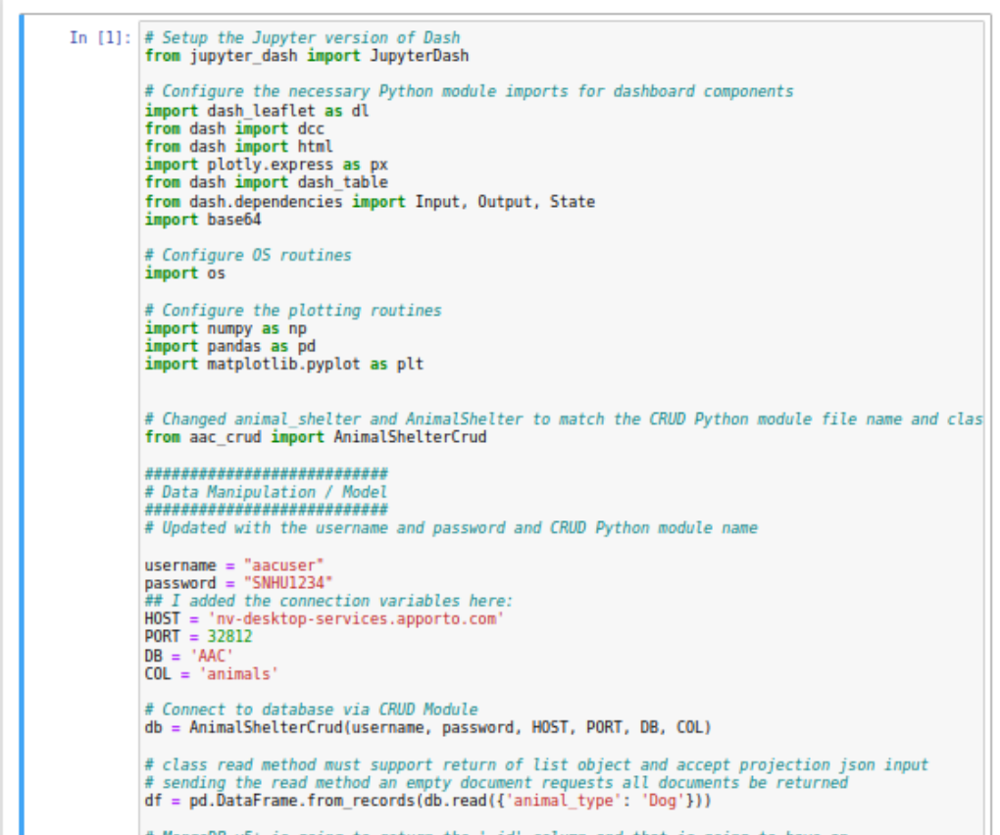 In [1]:
# Setup the Jupyter version of Dash
from jupyter_dash import JupyterDash
# Configure the necessary Python module imports for dashboard components
import dash_leaflet as dl
from dash import dcc
from dash import html
import plotly.express as px
from dash import dash_table
from dash.dependencies import Input, Output, State
import base64
# Configure OS routines
import os
# Configure the plotting routines
import numpy as np
import pandas as pd
import matplotlib.pyplot as plt
# Changed animal_shelter and AnimalShelter to match the CRUD Python module file name and clas
from aac_crud import AnimalShelterCrud
###########################
# Data Manipulation / Model
###########################
# Updated with the username and password and CRUD Python module name
username = "aacuser"
password = "SNHU1234"
## I added the connection variables here:
HOST = 'nv-desktop-services.apporto.com'
PORT = 32812
DB = 'AAC'
COL = 'animals'
# Connect to database via CRUD Module
db = AnimalShelterCrud(username, password, HOST, PORT, DB, COL)
# class read method must support return of list object and accept projection json input
# sending the read method an empty document requests all documents be returned
df = pd.DataFrame.from_records(db.read({'animal_type': 'Dog'}))